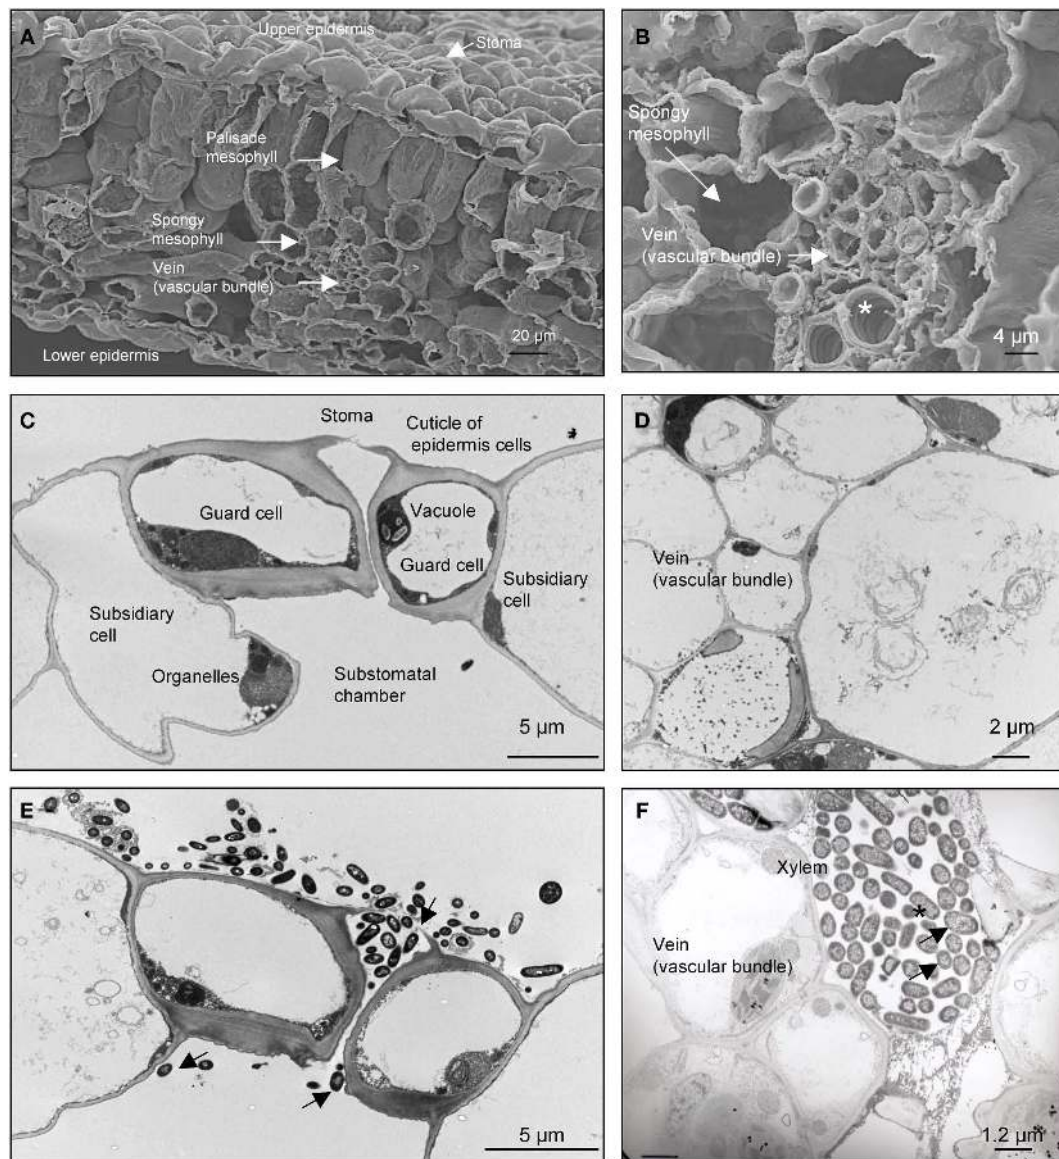 A
Upper epidermis
Stoma
Palisade
mesophyll
Spongy
mesophyll
Vein
(vascular bundle)
20 µm
Lower epidermis
B
Spongy
mesophyll
Vein
(vascular bundle)
*
4 µm
C
Stoma
Cuticle of
epidermis cells
Guard cell
Vacuole
Guard cell
Subsidiary
cell
Subsidiary
cell
Organelles
Substomatal
chamber
5 µm
D
Vein
(vascular bundle)
2 µm
E
5 µm
F
Xylem
*
Vein
(vascular bundle)
1.2 µm